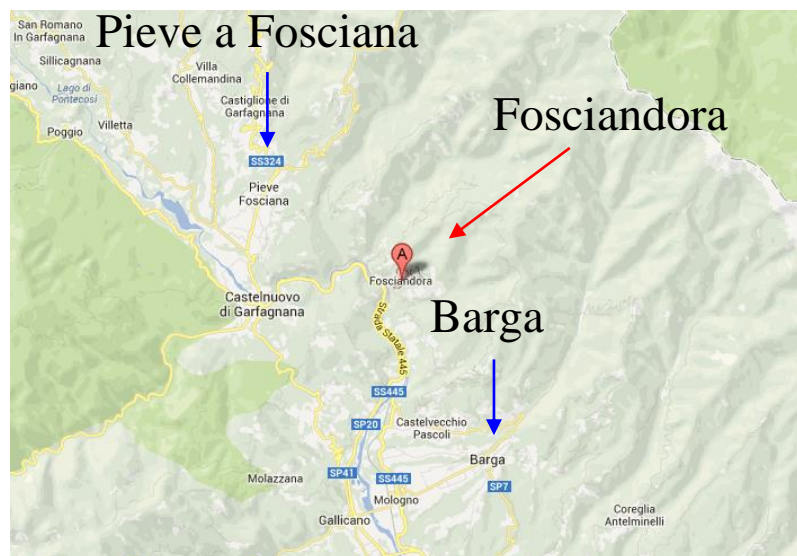 San Romano
In Garfagnana
Pieve a Fosciana
Sillicagnana
Villa
Collemandina
giano
Lago di
Pontecosi
Castiglione di
Garfagnana
Fosciandora
Poggio
Villetta
SS324
Pieve
Fosciana
A
Fosciandora
Castelnuovo
di Garfagnana
Barga
Strada Statale 445
SS445
SP20
Castelvecchio
Pascoli
Barga
SP41
SS445
SP7
Molazzana
Mologno
Gallicano
Coreglia
Antelminelli